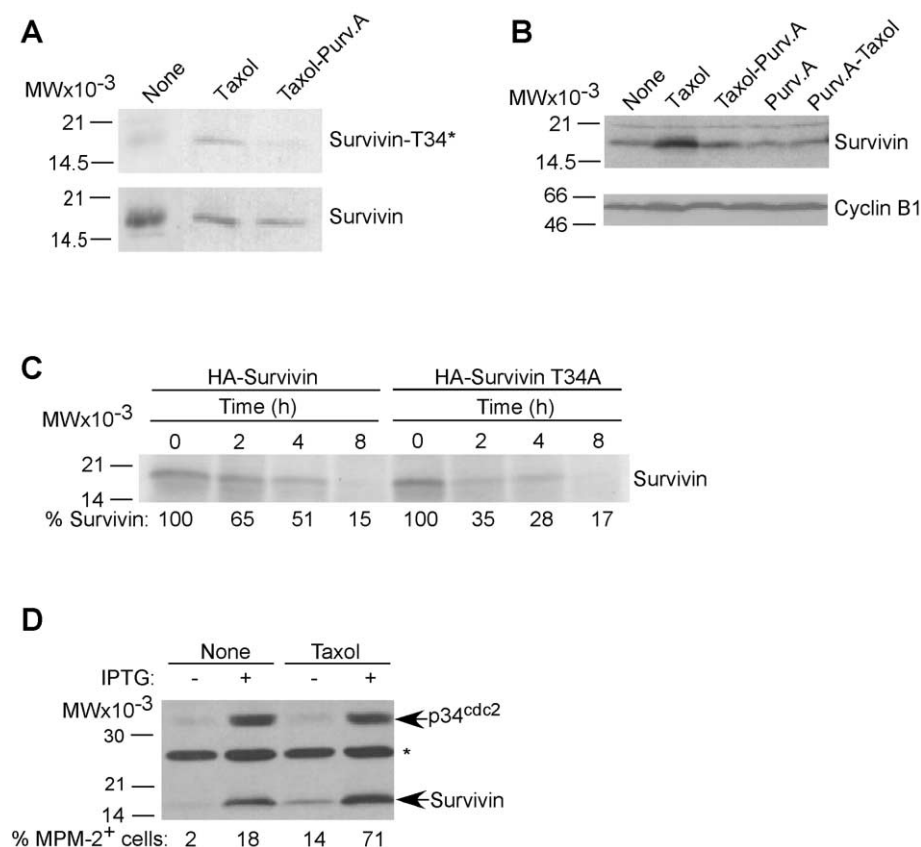 A
None Taxol Taxol-Purv.A
MWx10-3
21
Survivin-T34*
14.5
21
Survivin
14.5
B
None Taxol Taxol-Purv.A Purv.A Purv.A-Taxol
MWx10-3
21
Survivin
14.5
66
Cyclin B1
46
C
HA-Survivin HA-Survivin T34A
Time (h) Time (h)
MWx10-3
0 2 4 8 0 2 4 8
21
Survivin
14
% Survivin: 100 65 51 15 100 35 28 17
D
None Taxol
IPTG: - + - +
MWx10-3
p34cdc2
30
*
21
Survivin
14
% MPM-2+ cells: 2 18 14 71